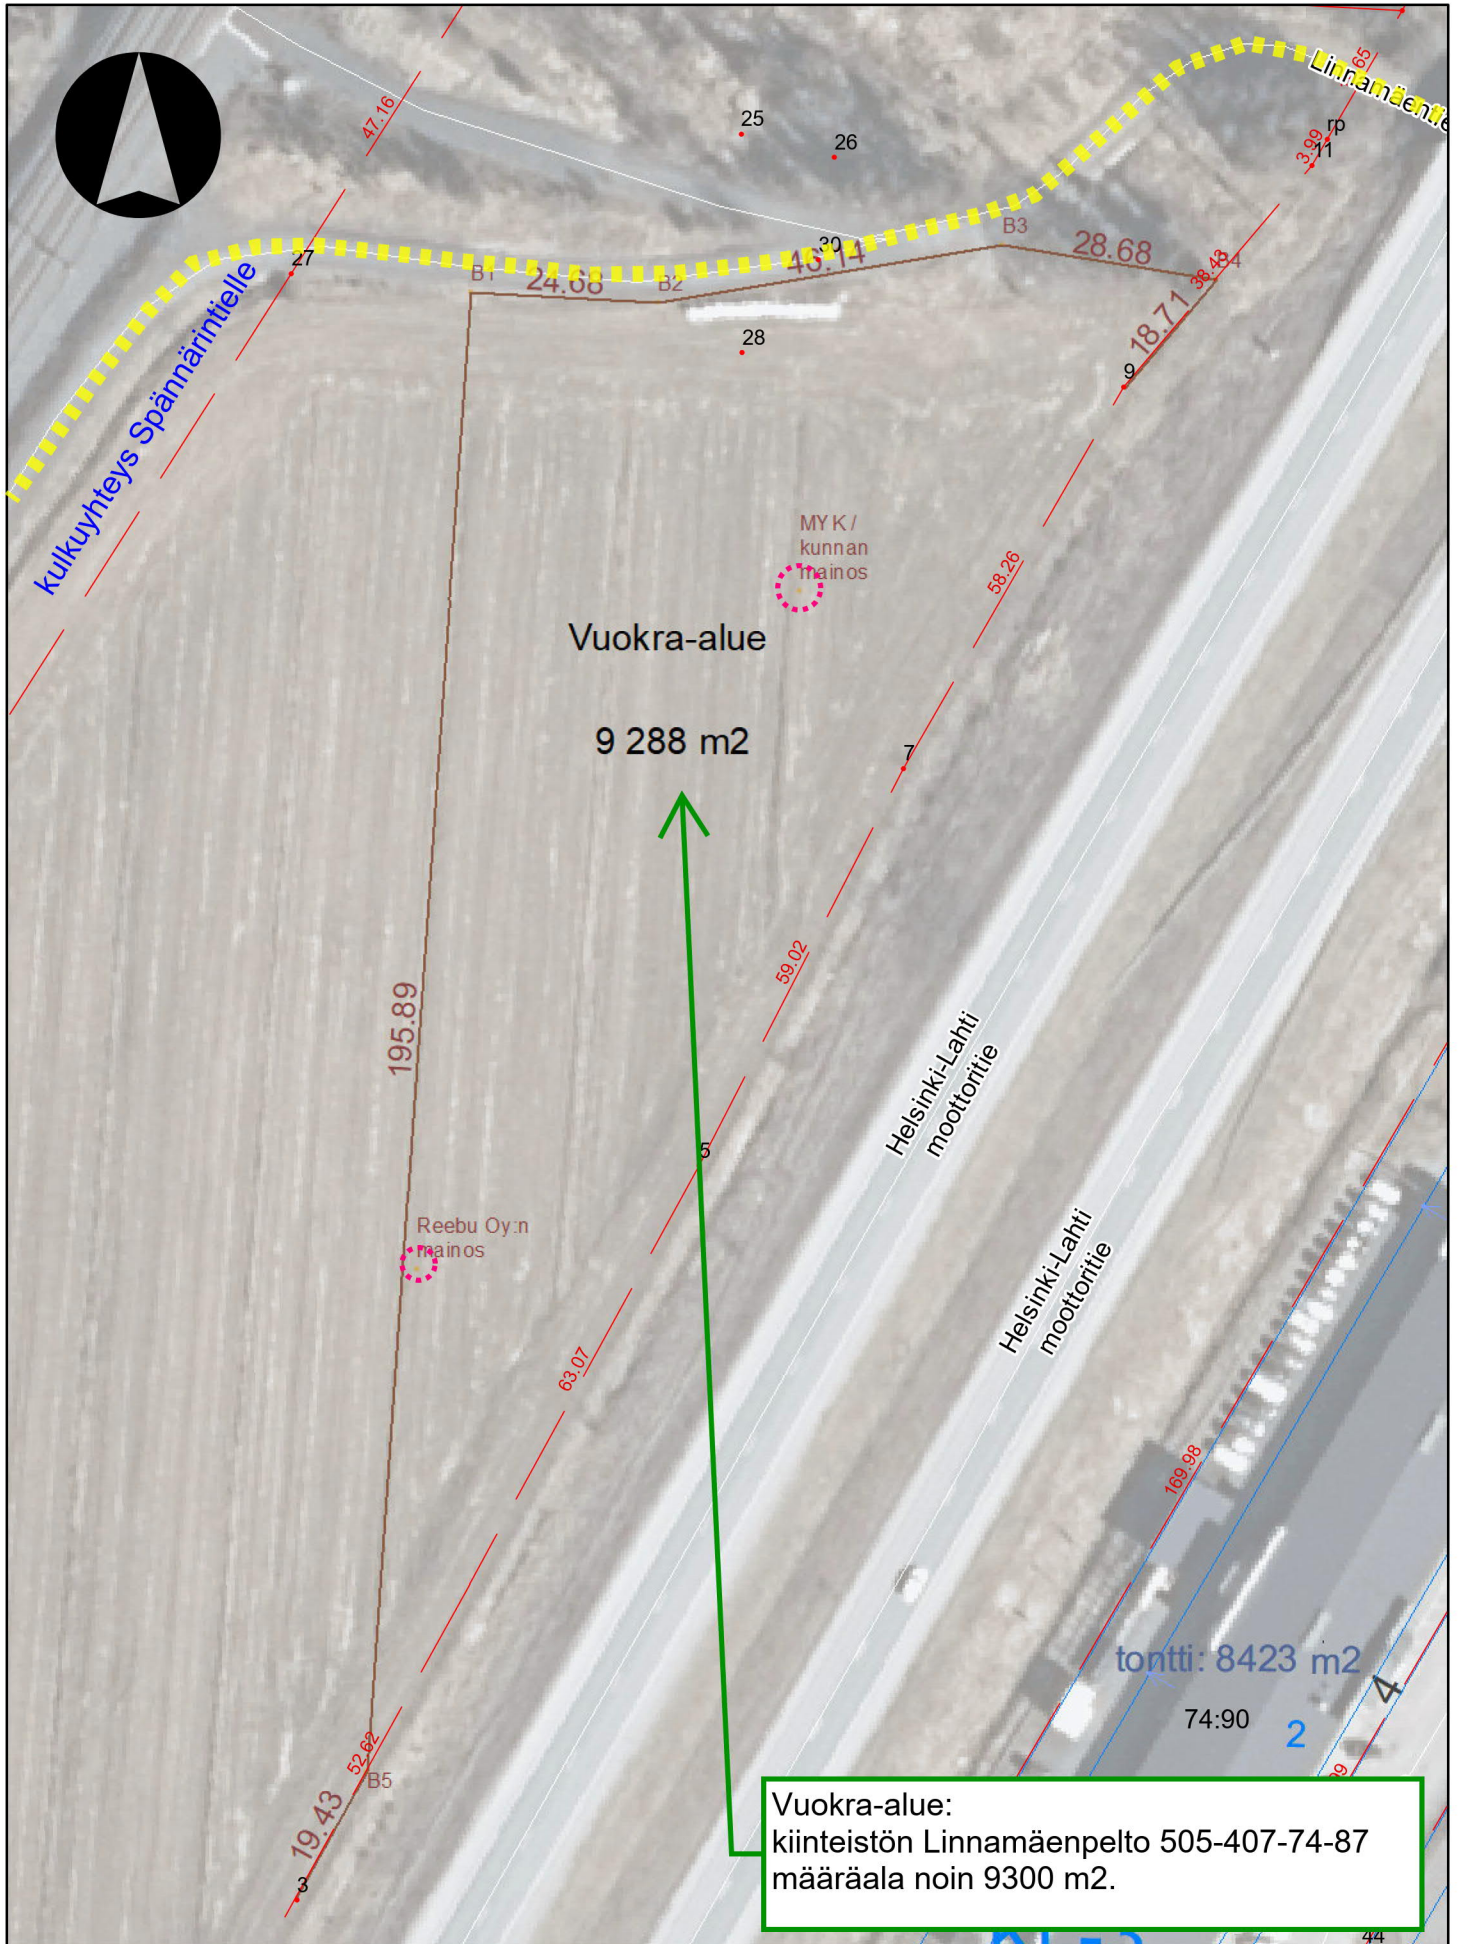 Linnamäentie
65
rp
11
3.99
47.16
25
26
27
30
B1
24.68
B2
46.14
B3
28.68
B4
38.43
18.71
9
28
kulkuyhteys Spännärintielle
MYK /
kunnan
mainos
58.26
Vuokra-alue
9 288 m2
7
59.02
195.89
Helsinki-Lahti
moottoritie
5
Reebu Oy:n
mainos
Helsinki-Lahti
moottoritie
63.07
169.98
tontti: 8423 m2
4
74:90
2
52.62
B5
19.43
3
Vuokra-alue:
kiinteistön Linnamäenpelto 505-407-74-87
määräala noin 9300 m2.
44